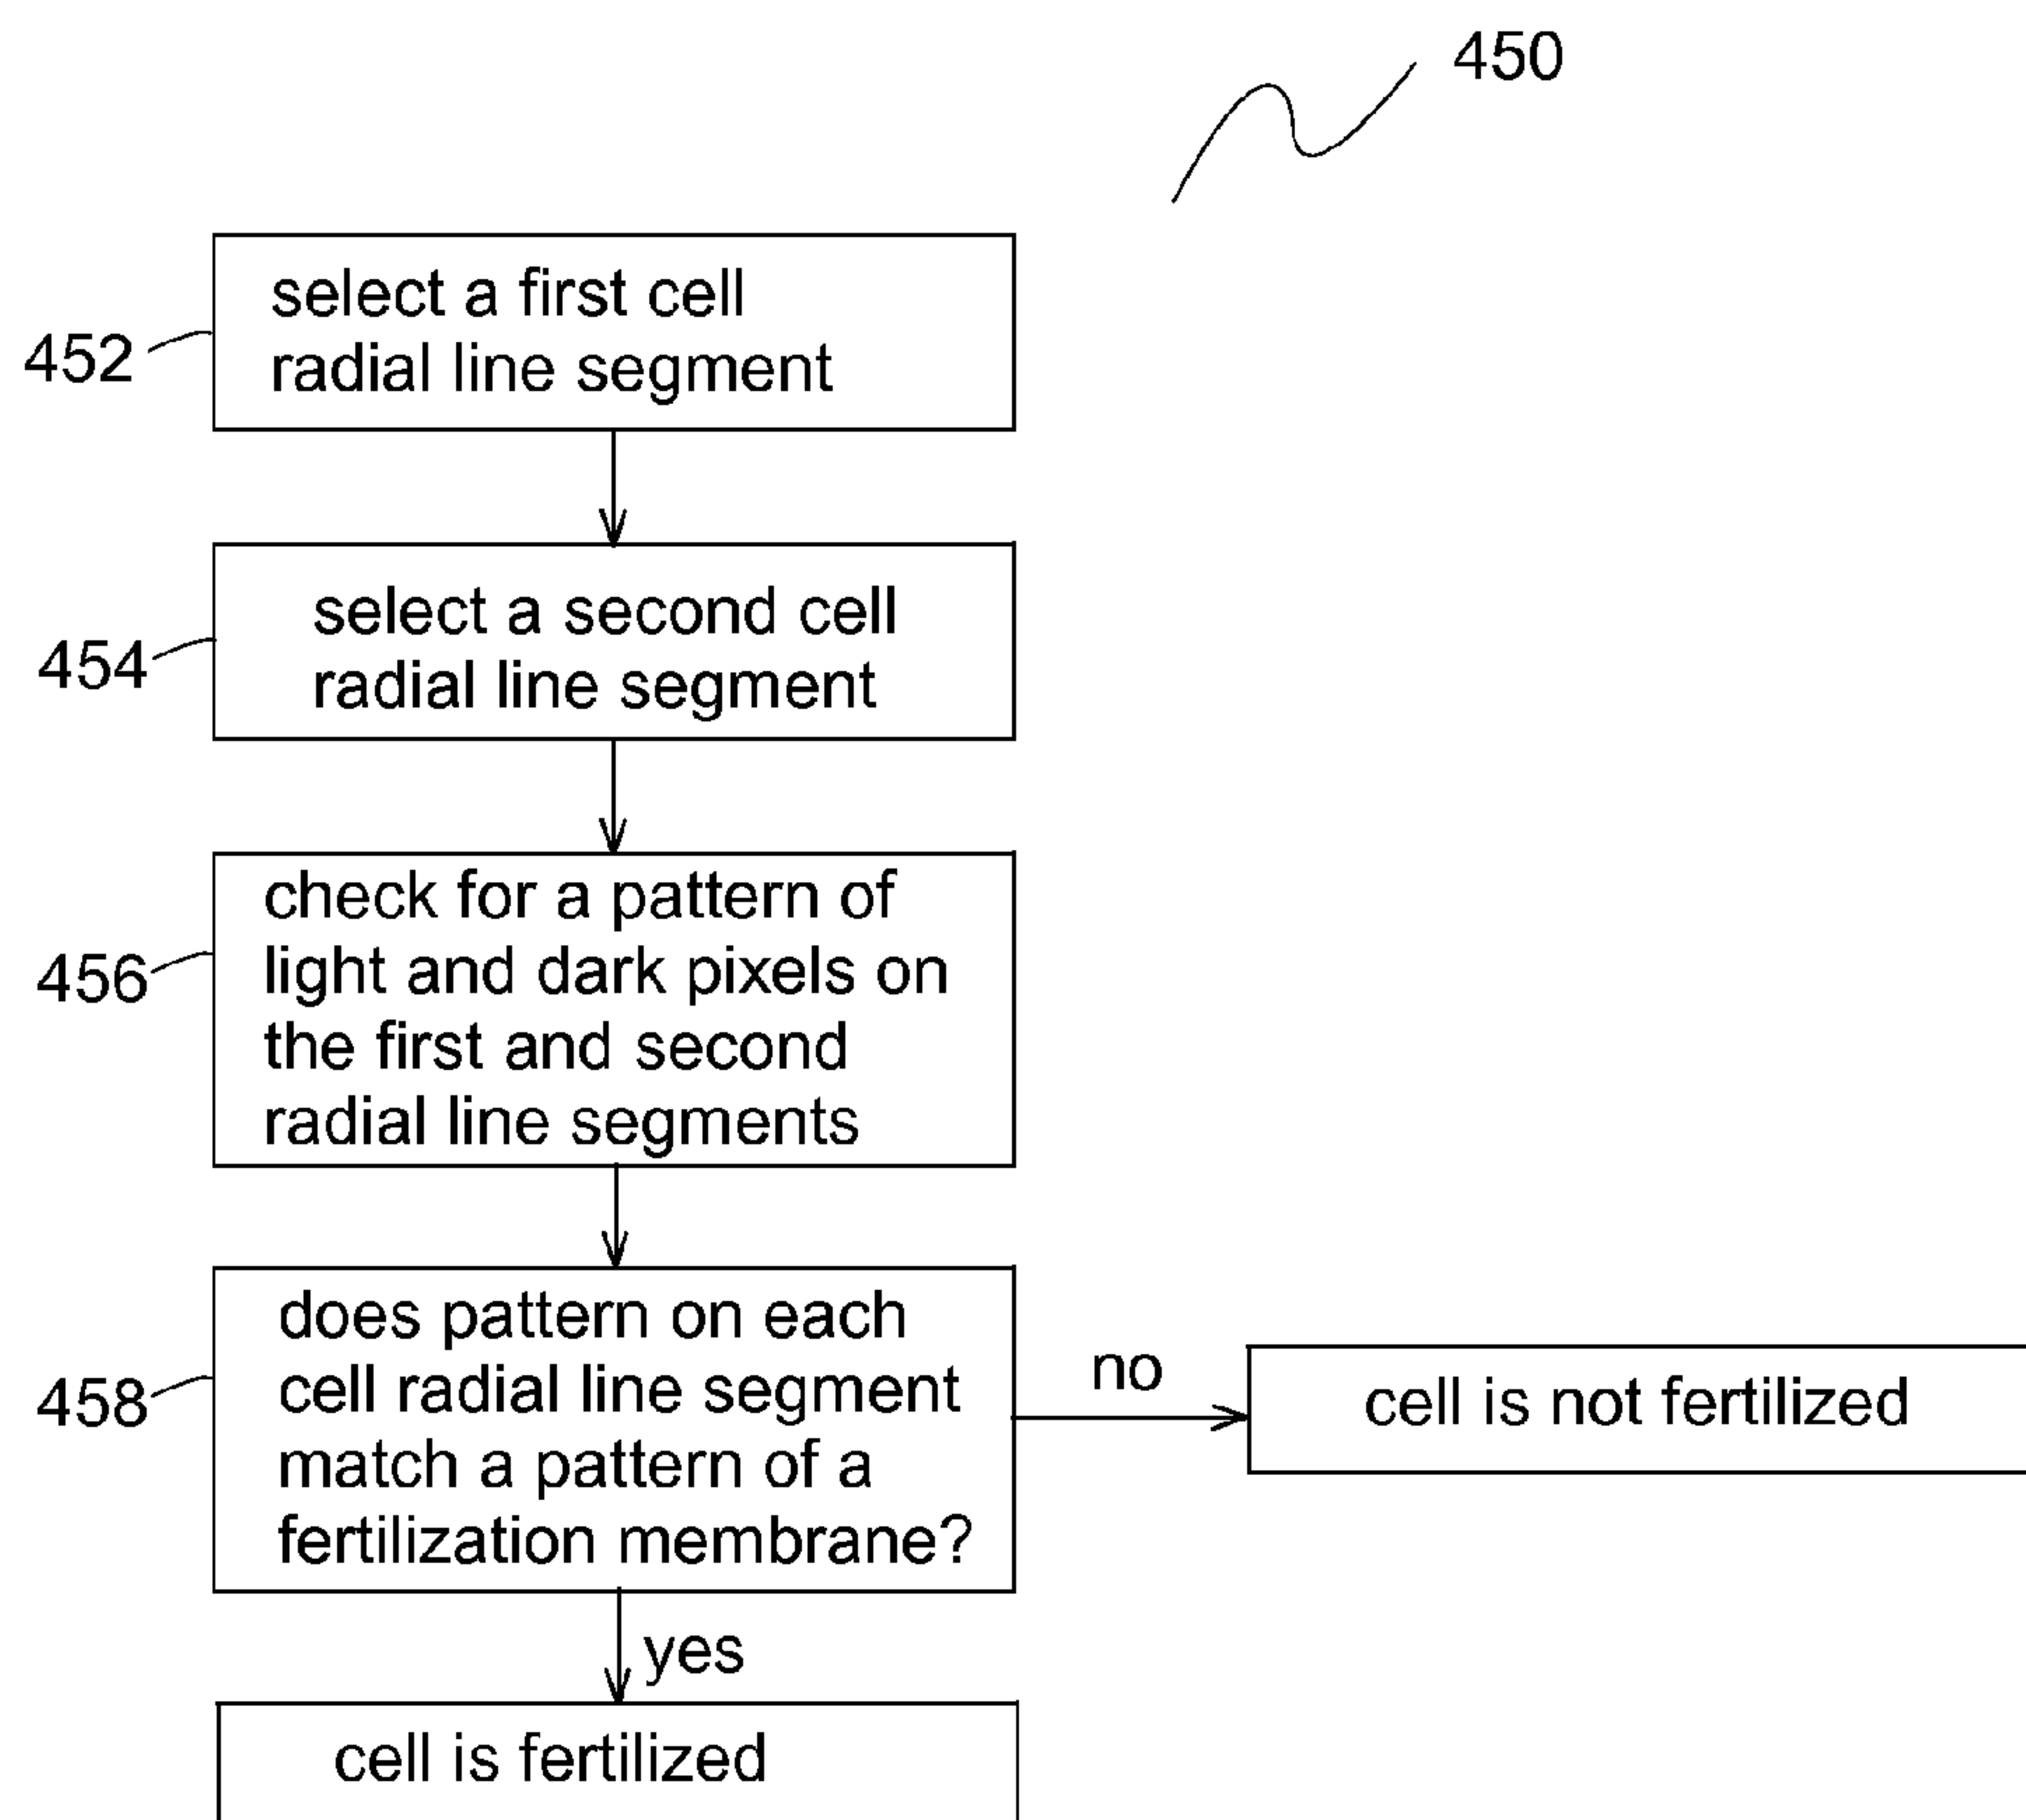 450
452
select a first cell
radial line segment
454
select a second cell
radial line segment
456
check for a pattern of
light and dark pixels on
the first and second
radial line segments
458
does pattern on each
cell radial line segment
match a pattern of a
fertilization membrane?
no
cell is not fertilized
yes
cell is fertilized